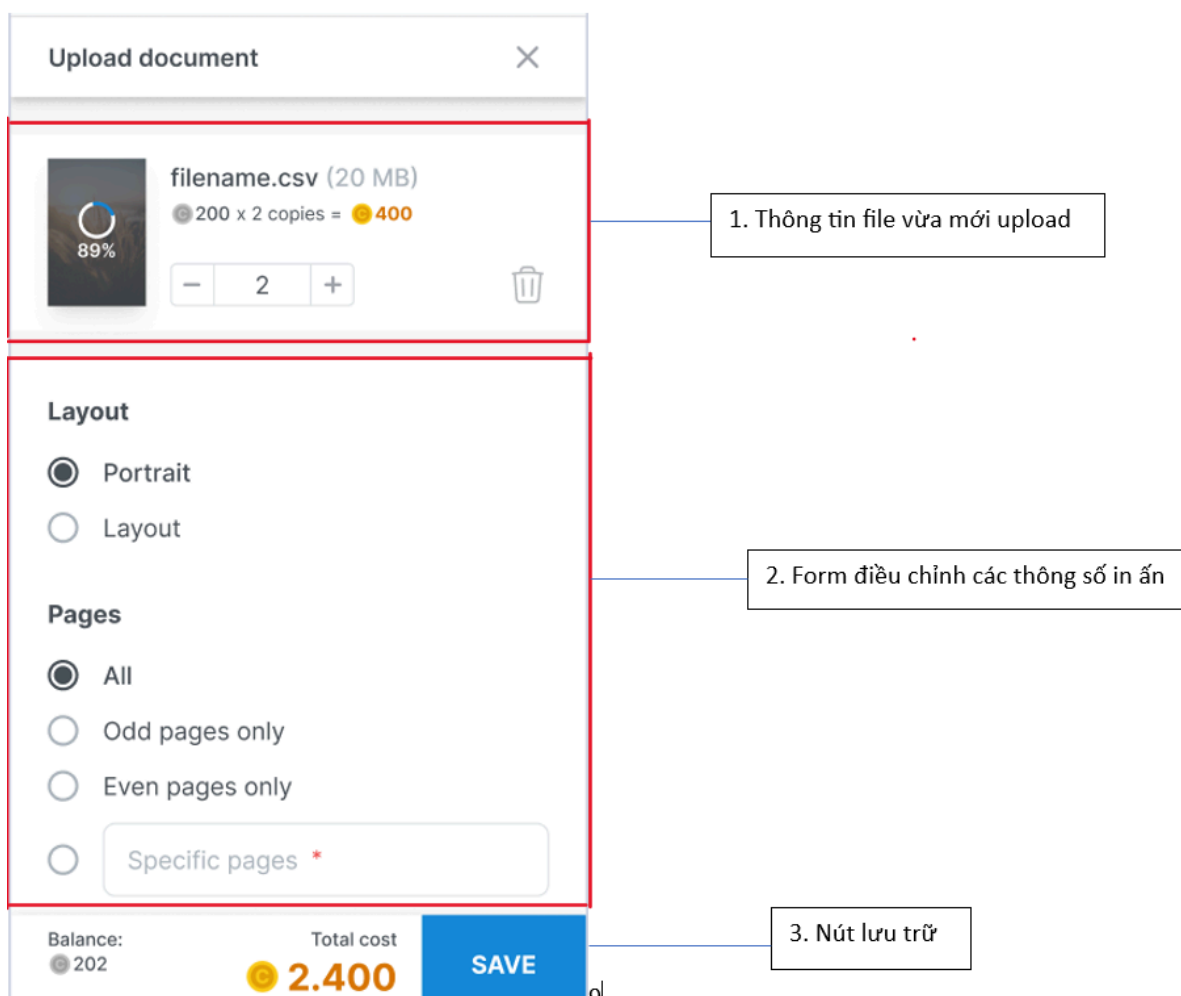 Upload document
filename.csv (20 MB)
C 200 x 2 copies = C 400
89%
− 2 +
1. Thông tin file vừa mới upload
Layout
Portrait
Layout
Pages
All
Odd pages only
Even pages only
Specific pages *
2. Form điều chỉnh các thông số in ấn
Balance:
C 202
Total cost
C 2.400
SAVE
3. Nút lưu trữ